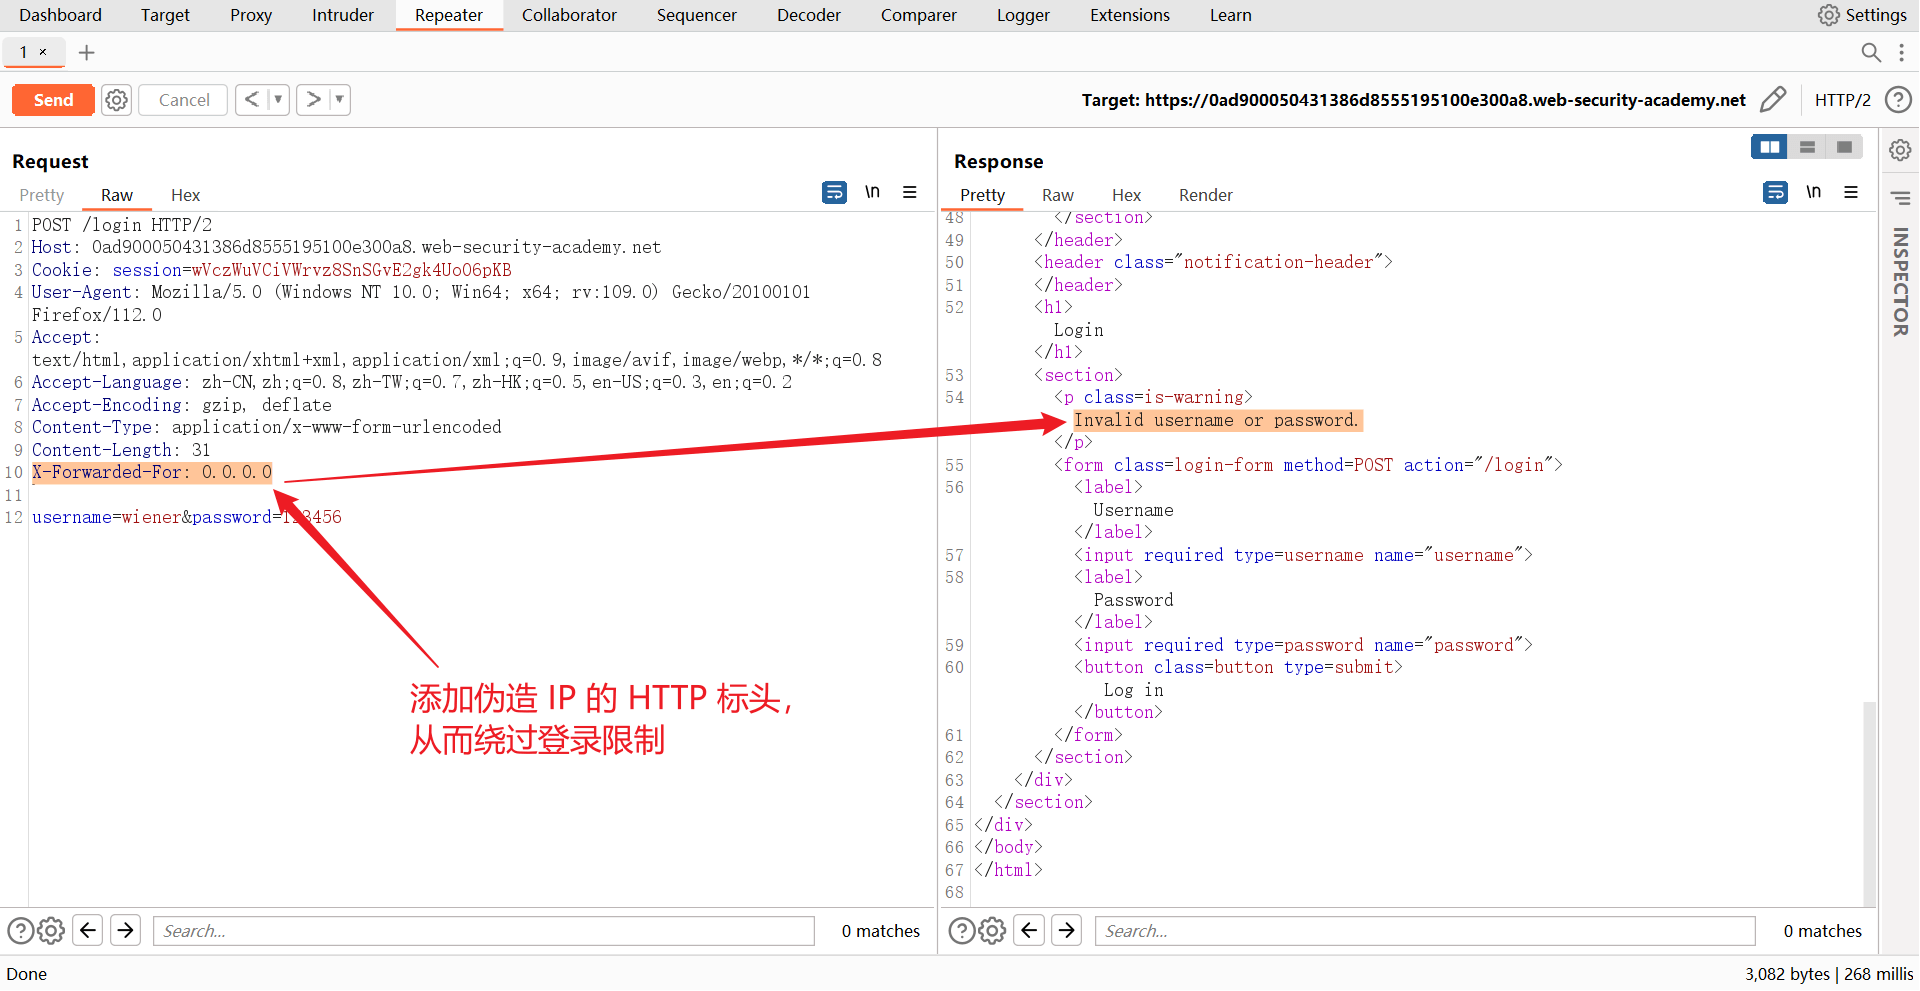 Dashboard Target Proxy Intruder Repeater Collaborator Sequencer Decoder Comparer Logger Extensions Learn Settings
1 × +
Send Cancel < > Target: https://0ad900050431386d8555195100e300a8.web-security-academy.net HTTP/2
Request
Pretty Raw Hex \n
1 POST /login HTTP/2
2 Host: 0ad900050431386d8555195100e300a8.web-security-academy.net
3 Cookie: session=wVczWuVCiVWrvz8SnSGvE2gk4Uo06pKB
4 User-Agent: Mozilla/5.0 (Windows NT 10.0; Win64; x64; rv:109.0) Gecko/20100101
Firefox/112.0
5 Accept:
text/html,application/xhtml+xml,application/xml;q=0.9,image/avif,image/webp,*/*;q=0.8
6 Accept-Language: zh-CN,zh;q=0.8,zh-TW;q=0.7,zh-HK;q=0.5,en-US;q=0.3,en;q=0.2
7 Accept-Encoding: gzip, deflate
8 Content-Type: application/x-www-form-urlencoded
9 Content-Length: 31
10 X-Forwarded-For: 0.0.0.0
11
12 username=wiener&password=123456
添加伪造 IP 的 HTTP 标头，
从而绕过登录限制
Search... 0 matches
Response
Pretty Raw Hex Render \n
48 </section>
49 </header>
50 <header class="notification-header">
51 </header>
52 <h1>
Login
</h1>
53 <section>
54 <p class=is-warning>
Invalid username or password.
</p>
55 <form class=login-form method=POST action="/login">
56 <label>
Username
</label>
57 <input required type=username name="username">
58 <label>
Password
</label>
59 <input required type=password name="password">
60 <button class=button type=submit>
Log in
</button>
61 </form>
62 </section>
63 </div>
64 </section>
65 </div>
66 </body>
67 </html>
68
Search... 0 matches
INSPECTOR
Done 3,082 bytes | 268 millis